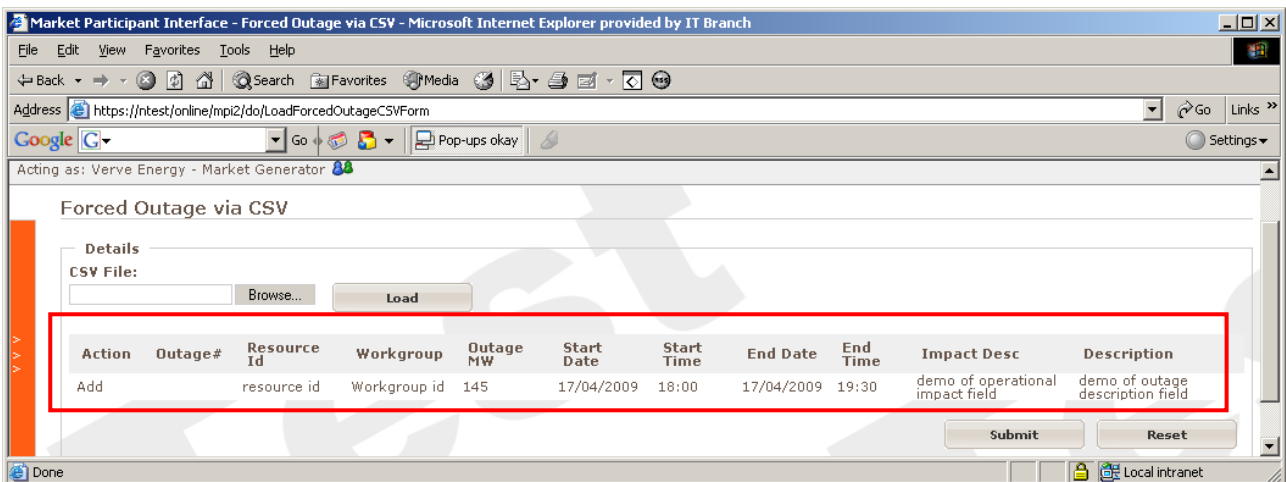 Market Participant Interface - Forced Outage via CSV - Microsoft Internet Explorer provided by IT Branch
File Edit View Favorites Tools Help
Back Search Favorites Media
Address https://ntest/online/mpi2/do/LoadForcedOutageCSVForm Go Links »
Google G Go Pop-ups okay Settings
Acting as: Verve Energy - Market Generator
Forced Outage via CSV
Details
CSV File:
Browse... Load
> > >
Action Outage# Resource Id Workgroup Outage MW Start Date Start Time End Date End Time Impact Desc Description
Add resource id Workgroup id 145 17/04/2009 18:00 17/04/2009 19:30 demo of operational impact field demo of outage description field
Submit Reset
Test
Done Local intranet